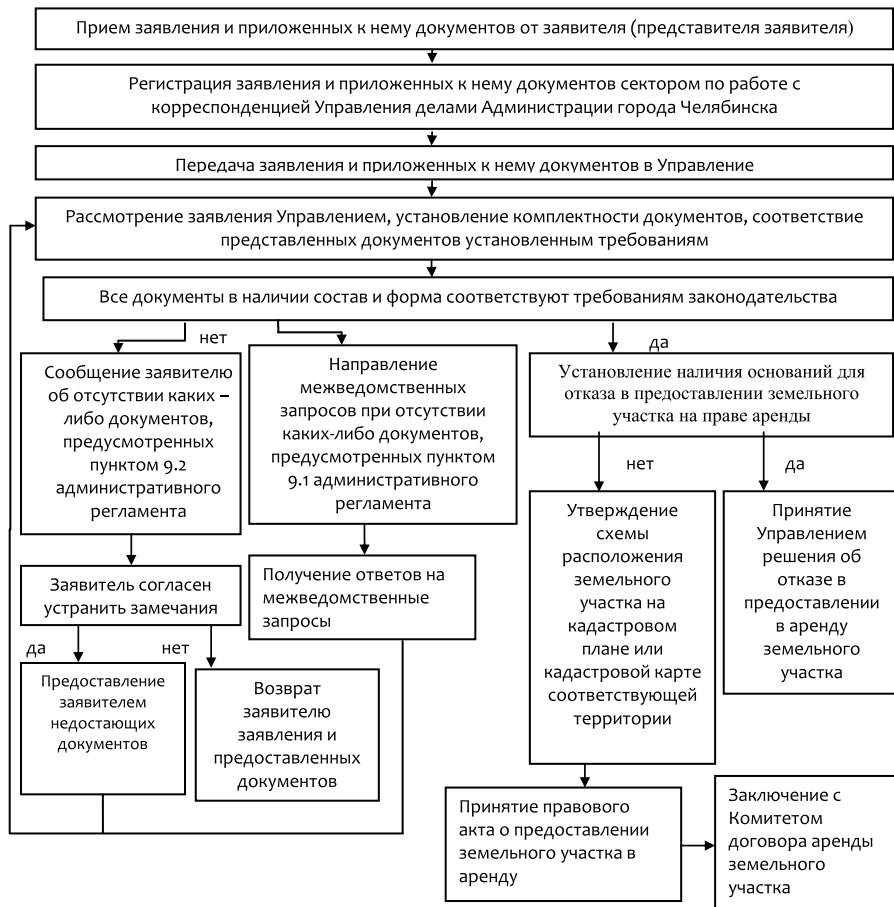 Прием заявления и приложенных к нему документов от заявителя (представителя заявителя)
Регистрация заявления и приложенных к нему документов сектором по работе с
корреспонденцией Управления делами Администрации города Челябинска
Передача заявления и приложенных к нему документов в Управление
Рассмотрение заявления Управлением, установление комплектности документов, соответствие
представленных документов установленным требованиям
Все документы в наличии состав и форма соответствуют требованиям законодательства
нет
да
Сообщение заявителю
об отсутствии каких –
либо документов,
предусмотренных
пунктом 9.2
административного
регламента
Направление
межведомственных
запросов при отсутствии
каких-либо документов,
предусмотренных пунктом
9.1 административного
регламента
Установление наличия оснований для
отказа в предоставлении земельного
участка на праве аренды
нет
да
Утверждение
схемы
расположения
земельного
участка на
кадастровом
плане или
кадастровой карте
соответствующей
территории
Принятие
Управлением
решения об
отказе в
предоставлении
в аренду
земельного
участка
Заявитель согласен
устранить замечания
Получение ответов на
межведомственные
запросы
да
нет
Предоставление
заявителем
недостающих
документов
Возврат
заявителю
заявления и
предоставленных
документов
Принятие правового
акта о предоставлении
земельного участка в
аренду
Заключение с
Комитетом
договора аренды
земельного
участка